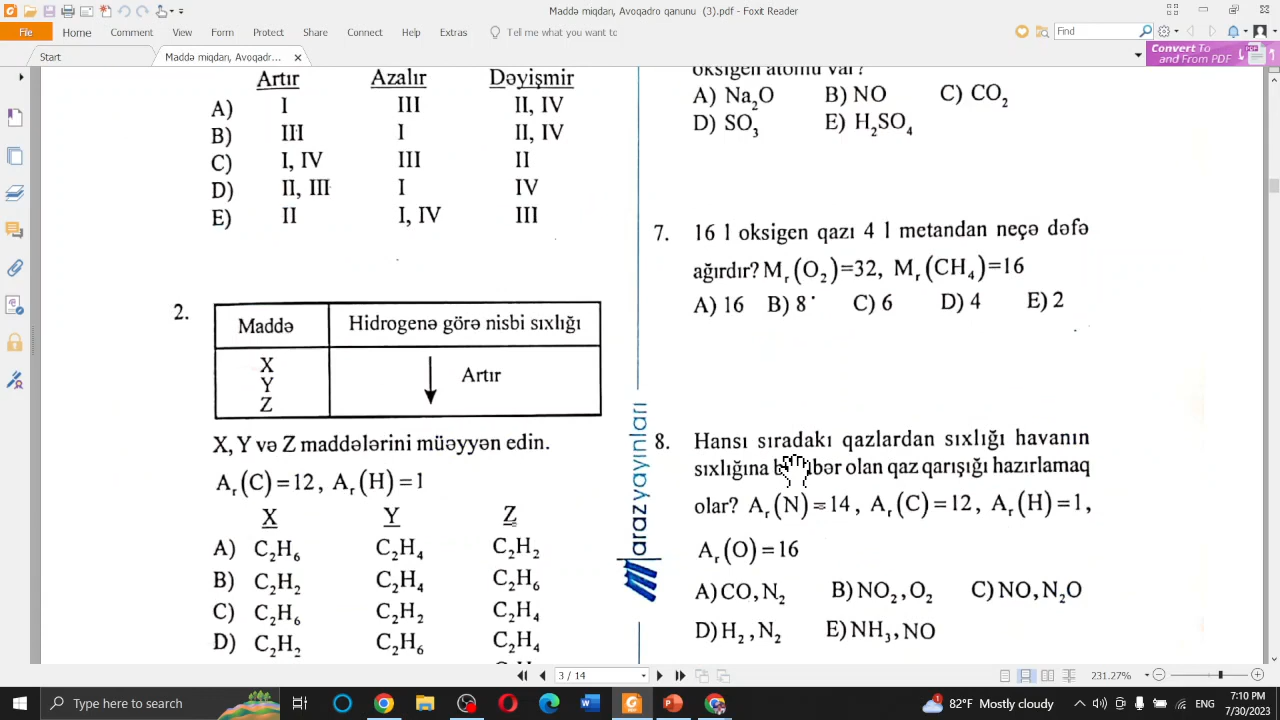 Maddə miqdarı, Avoqadro qanunu (3).pdf - Foxit Reader
File Home Comment View Form Protect Share Connect Help Extras Tell me what you want to Find
Start Maddə miqdarı, Avoqadr... Convert To and From PDF
Artır Azalır Dəyişmir
A) I III II, IV
B) III I II, IV
C) I, IV III II
D) II, III I IV
E) II I, IV III
2.
Maddə Hidrogenə görə nisbi sıxlığı
X
Y
Z
Artır
X, Y və Z maddələrini müəyyən edin.
Aᵣ(C)=12, Aᵣ(H)=1
X Y Z
A) C₂H₆ C₂H₄ C₂H₂
B) C₂H₂ C₂H₄ C₂H₆
C) C₂H₆ C₂H₂ C₂H₄
D) C₂H₂ C₂H₆ C₂H₄
araz yayınları
oksigen atomu var?
A) Na₂O B) NO C) CO₂
D) SO₃ E) H₂SO₄
7. 16 l oksigen qazı 4 l metandan neçə dəfə
ağırdır? Mᵣ(O₂)=32, Mᵣ(CH₄)=16
A) 16 B) 8 C) 6 D) 4 E) 2
8. Hansı sıradakı qazlardan sıxlığı havanın
sıxlığına olan qaz qarışığı hazırlamaq
olar? Aᵣ(N)=14, Aᵣ(C)=12, Aᵣ(H)=1,
Aᵣ(O)=16
A) CO, N₂ B) NO₂, O₂ C) NO, N₂O
D) H₂, N₂ E) NH₃, NO
3 / 14 231.27%
Type here to search 82°F Mostly cloudy 7:10 PM
7/30/2023